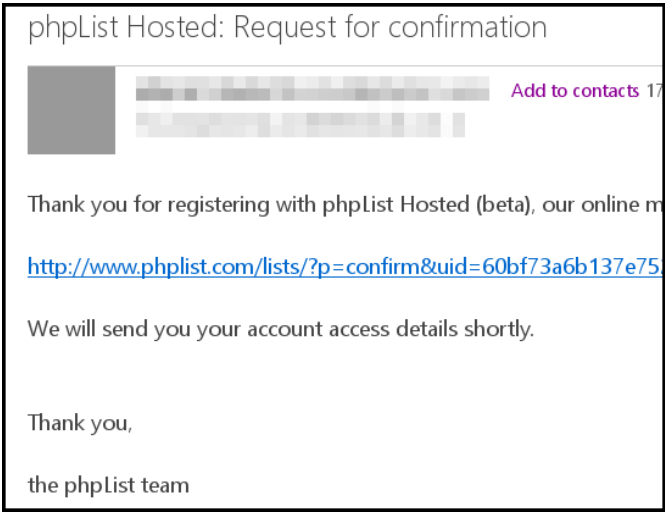 phpList Hosted: Request for confirmation
Add to contacts 17
Thank you for registering with phpList Hosted (beta), our online m
http://www.phplist.com/lists/?p=confirm&uid=60bf73a6b137e75
We will send you your account access details shortly.
Thank you,
the phpList team